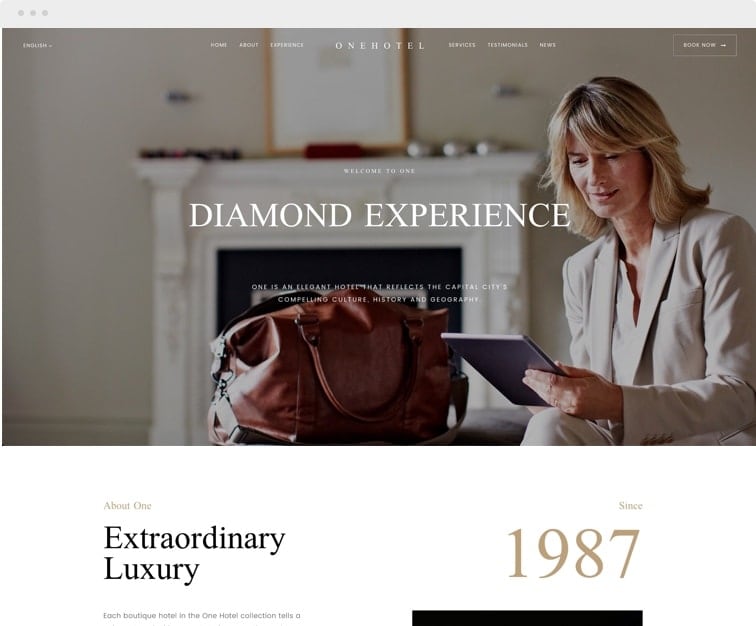 ENGLISH
HOME ABOUT EXPERIENCE ONEHOTEL SERVICES TESTIMONIALS NEWS
BOOK NOW →
WELCOME TO ONE
DIAMOND EXPERIENCE
ONE IS AN ELEGANT HOTEL THAT REFLECTS THE CAPITAL CITY'S
COMPELLING CULTURE, HISTORY AND GEOGRAPHY.
About One
Extraordinary
Luxury
Since
1987
Each boutique hotel in the One Hotel collection tells a